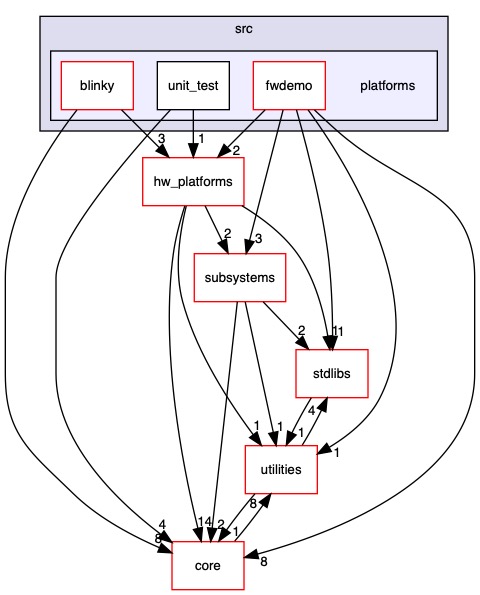 src
blinky
unit_test
fwdemo
platforms
3
1
2
hw_platforms
2
3
subsystems
2
11
stdlibs
4
1
1
1
1
utilities
8
4
8
14
2
1
core
8